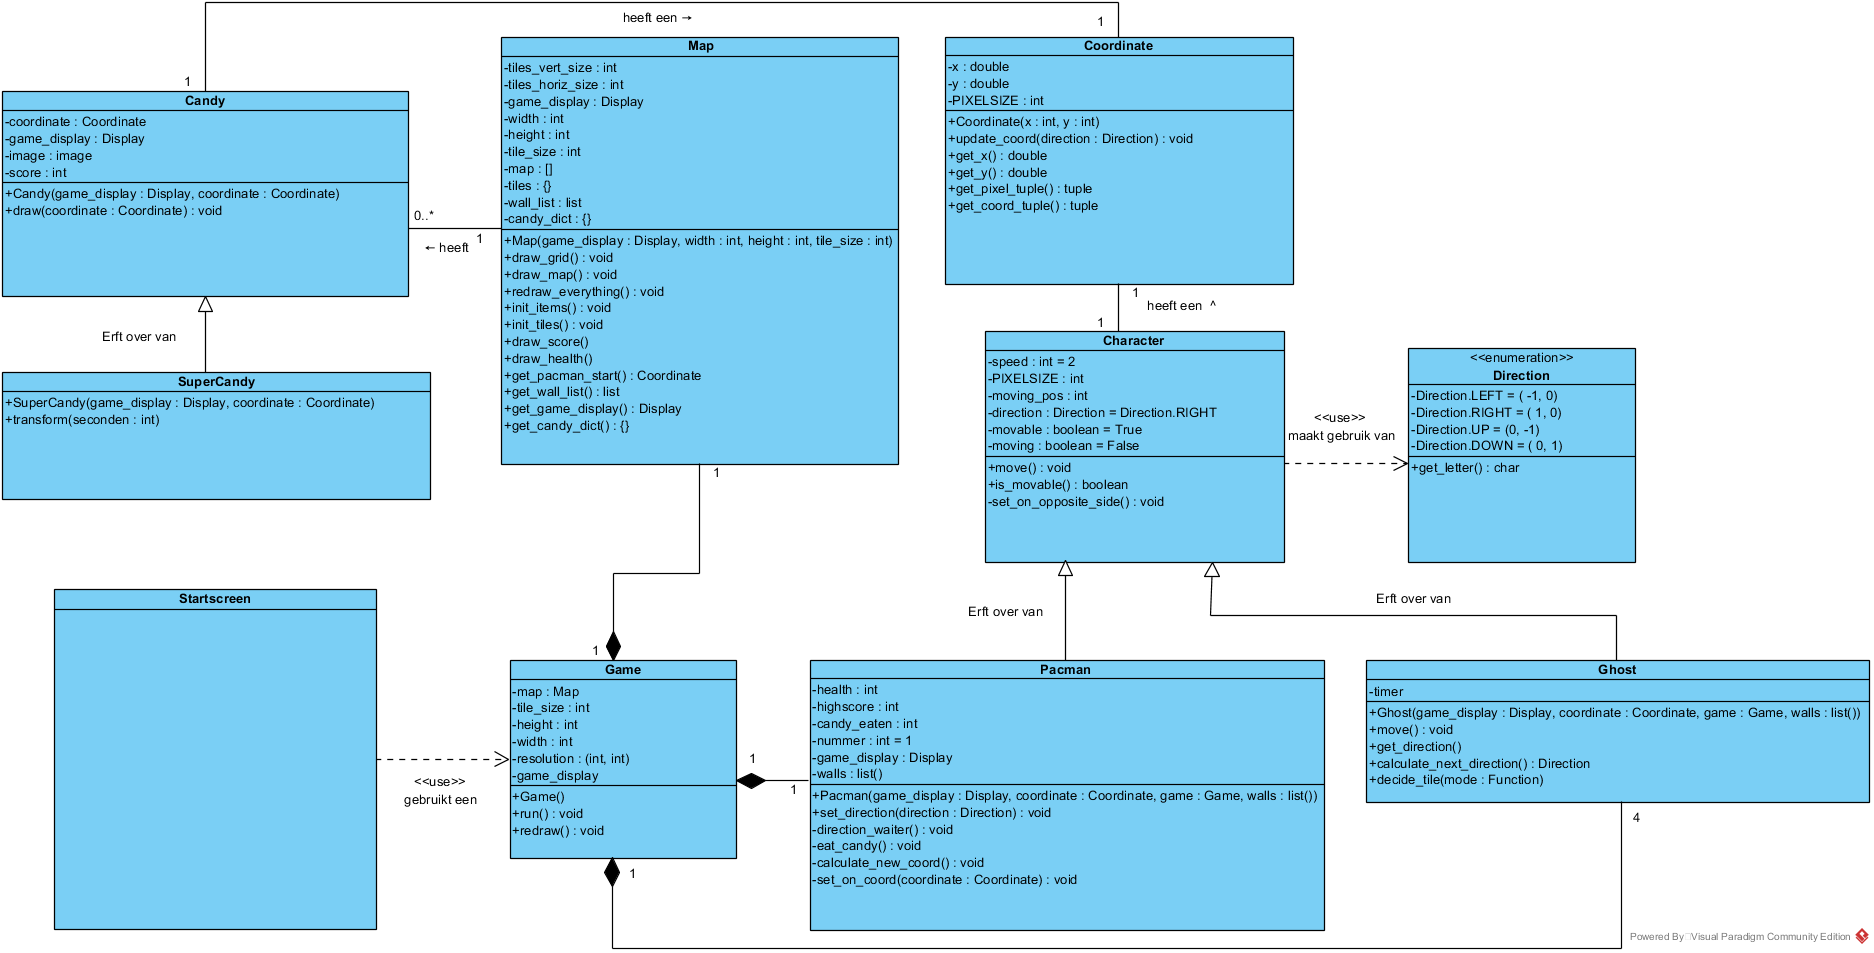 heeft een →
1
1
Candy
-coordinate : Coordinate
-game_display : Display
-image : image
-score : int
+Candy(game_display : Display, coordinate : Coordinate)
+draw(coordinate : Coordinate) : void
0..*
1
← heeft
Erft over van
SuperCandy
+SuperCandy(game_display : Display, coordinate : Coordinate)
+transform(seconden : int)
Map
-tiles_vert_size : int
-tiles_horiz_size : int
-game_display : Display
-width : int
-height : int
-tile_size : int
-map : []
-tiles : {}
-wall_list : list
-candy_dict : {}
+Map(game_display : Display, width : int, height : int, tile_size : int)
+draw_grid() : void
+draw_map() : void
+redraw_everything() : void
+init_items() : void
+init_tiles() : void
+draw_score()
+draw_health()
+get_pacman_start() : Coordinate
+get_wall_list() : list
+get_game_display() : Display
+get_candy_dict() : {}
1
Coordinate
-x : double
-y : double
-PIXELSIZE : int
+Coordinate(x : int, y : int)
+update_coord(direction : Direction) : void
+get_x() : double
+get_y() : double
+get_pixel_tuple() : tuple
+get_coord_tuple() : tuple
1
heeft een ^
1
Character
-speed : int = 2
-PIXELSIZE : int
-moving_pos : int
-direction : Direction = Direction.RIGHT
-movable : boolean = True
-moving : boolean = False
+move() : void
+is_movable() : boolean
-set_on_opposite_side() : void
<<use>>
maakt gebruik van
<<enumeration>>
Direction
-Direction.LEFT = ( -1, 0)
-Direction.RIGHT = ( 1, 0)
-Direction.UP = (0, -1)
-Direction.DOWN = ( 0, 1)
+get_letter() : char
Erft over van
Erft over van
Startscreen
<<use>>
gebruikt een
1
Game
-map : Map
-tile_size : int
-height : int
-width : int
-resolution : (int, int)
-game_display
+Game()
+run() : void
+redraw() : void
1
1
1
Pacman
-health : int
-highscore : int
-candy_eaten : int
-nummer : int = 1
-game_display : Display
-walls : list()
+Pacman(game_display : Display, coordinate : Coordinate, game : Game, walls : list())
+set_direction(direction : Direction) : void
-direction_waiter() : void
-eat_candy() : void
-calculate_new_coord() : void
-set_on_coord(coordinate : Coordinate) : void
Ghost
-timer
+Ghost(game_display : Display, coordinate : Coordinate, game : Game, walls : list())
+move() : void
+get_direction()
+calculate_next_direction() : Direction
+decide_tile(mode : Function)
4
Powered By Visual Paradigm Community Edition